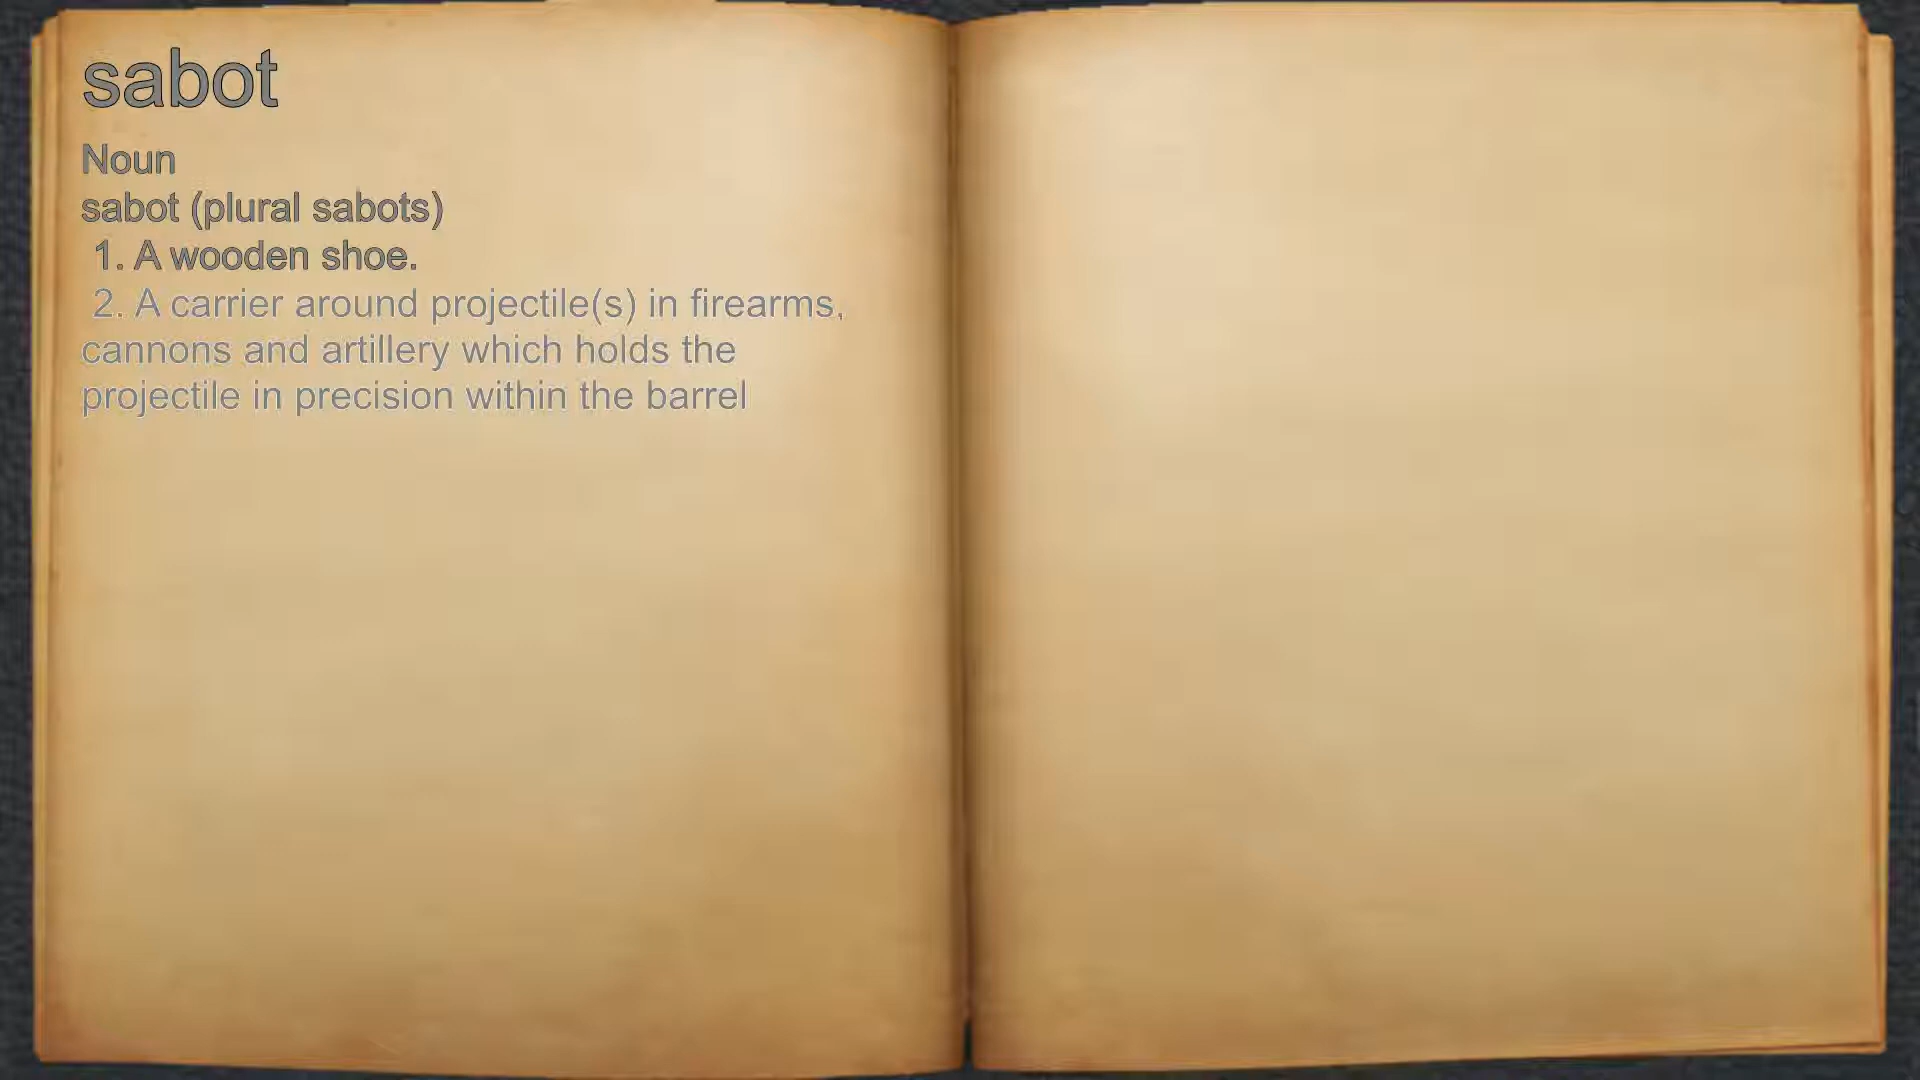 sabot
Noun
sabot (plural sabots)
1. A wooden shoe.
2. A carrier around projectile(s) in firearms,
cannons and artillery which holds the
projectile in precision within the barrel